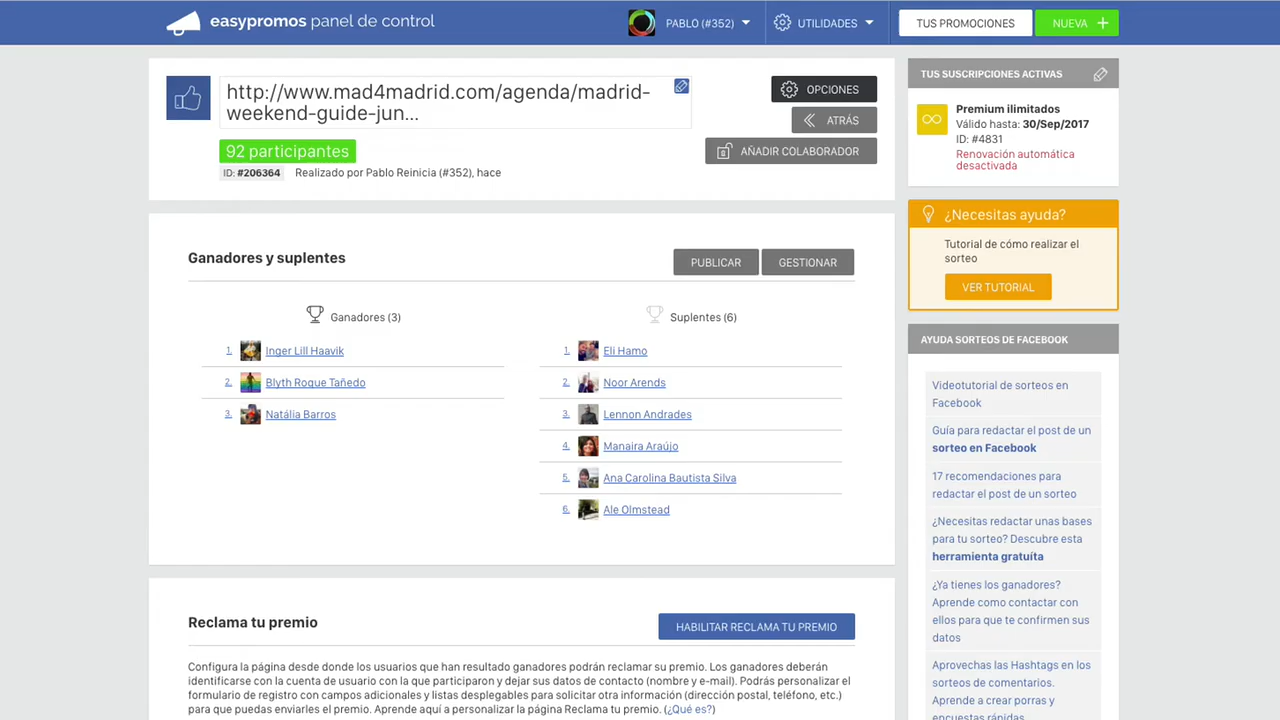 easypromos panel de control
PABLO (#352)
UTILIDADES
TUS PROMOCIONES
NUEVA +
http://www.mad4madrid.com/agenda/madrid-
weekend-guide-jun...
92 participantes
ID: #206364
Realizado por Pablo Reinicia (#352), hace
OPCIONES
ATRÁS
AÑADIR COLABORADOR
Ganadores y suplentes
PUBLICAR
GESTIONAR
Ganadores (3)
1. Inger Lill Haavik
2. Blyth Roque Tañedo
3. Natália Barros
Suplentes (6)
1. Eli Hamo
2. Noor Arends
3. Lennon Andrades
4. Manaira Araújo
5. Ana Carolina Bautista Silva
6. Ale Olmstead
Reclama tu premio
HABILITAR RECLAMA TU PREMIO
Configura la página desde donde los usuarios que han resultado ganadores podrán reclamar su premio. Los ganadores deberán
identificarse con la cuenta de usuario con la que participaron y dejar sus datos de contacto (nombre y e-mail). Podrás personalizar el
formulario de registro con campos adicionales y listas desplegables para solicitar otra información (dirección postal, teléfono, etc.)
para que puedas enviarles el premio. Aprende aquí a personalizar la página Reclama tu premio. (¿Qué es?)
TUS SUSCRIPCIONES ACTIVAS
Premium ilimitados
Válido hasta: 30/Sep/2017
ID: #4831
Renovación automática
desactivada
¿Necesitas ayuda?
Tutorial de cómo realizar el
sorteo
VER TUTORIAL
AYUDA SORTEOS DE FACEBOOK
Videotutorial de sorteos en
Facebook
Guía para redactar el post de un
sorteo en Facebook
17 recomendaciones para
redactar el post de un sorteo
¿Necesitas redactar unas bases
para tu sorteo? Descubre esta
herramienta gratuíta
¿Ya tienes los ganadores?
Aprende como contactar con
ellos para que te confirmen sus
datos
Aprovechas las Hashtags en los
sorteos de comentarios.
Aprende a crear porras y
encuestas rápidas